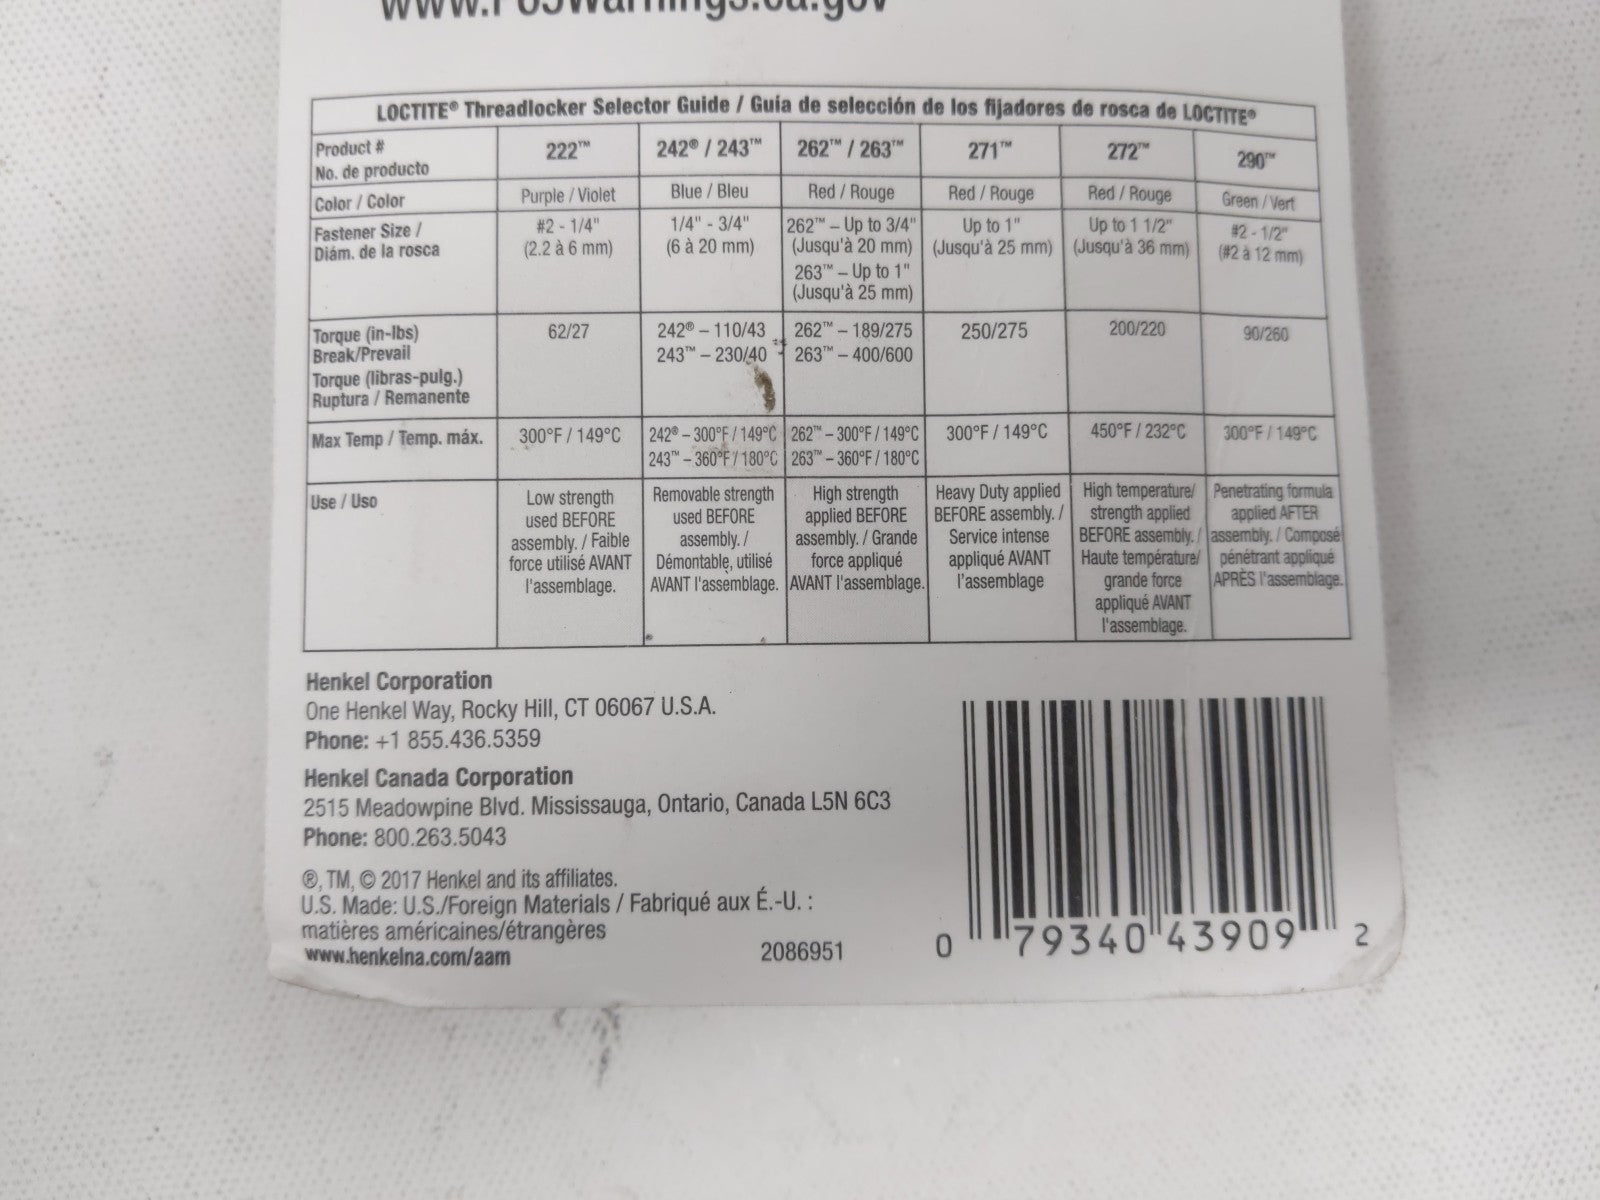 www.P65Warnings.ca.gov
LOCTITE® Threadlocker Selector Guide / Guía de selección de los fijadores de rosca de LOCTITE®
Product #
No. de producto
222™
242® / 243™
262™ / 263™
271™
272™
290™
Color / Color
Purple / Violet
Blue / Bleu
Red / Rouge
Red / Rouge
Red / Rouge
Green / Vert
Fastener Size /
Diám. de la rosca
#2 - 1/4"
(2.2 à 6 mm)
1/4" - 3/4"
(6 à 20 mm)
262™ – Up to 3/4"
(Jusqu'à 20 mm)
263™ – Up to 1"
(Jusqu'à 25 mm)
Up to 1"
(Jusqu'à 25 mm)
Up to 1 1/2"
(Jusqu'à 36 mm)
#2 - 1/2"
(#2 à 12 mm)
Torque (in-lbs)
Break/Prevail
Torque (libras-pulg.)
Ruptura / Remanente
62/27
242® – 110/43
243™ – 230/40
262™ – 189/275
263™ – 400/600
250/275
200/220
90/260
Max Temp / Temp. máx.
300°F / 149°C
242® – 300°F / 149°C
243™ – 360°F / 180°C
262™ – 300°F / 149°C
263™ – 360°F / 180°C
300°F / 149°C
450°F / 232°C
300°F / 149°C
Use / Uso
Low strength
used BEFORE
assembly. / Faible
force utilisé AVANT
l'assemblage.
Removable strength
used BEFORE
assembly. /
Démontable, utilisé
AVANT l'assemblage.
High strength
applied BEFORE
assembly. / Grande
force appliqué
AVANT l'assemblage.
Heavy Duty applied
BEFORE assembly. /
Service intense
appliqué AVANT
l'assemblage
High temperature/
strength applied
BEFORE assembly. /
Haute température/
grande force
appliqué AVANT
l'assemblage.
Penetrating formula
applied AFTER
assembly. / Composé
pénétrant appliqué
APRÈS l'assemblage.
Henkel Corporation
One Henkel Way, Rocky Hill, CT 06067 U.S.A.
Phone: +1 855.436.5359
Henkel Canada Corporation
2515 Meadowpine Blvd. Mississauga, Ontario, Canada L5N 6C3
Phone: 800.263.5043
®, TM, © 2017 Henkel and its affiliates.
U.S. Made: U.S./Foreign Materials / Fabriqué aux É.-U. :
matières américaines/étrangères
www.henkelna.com/aam
2086951
0 79340 43909 2